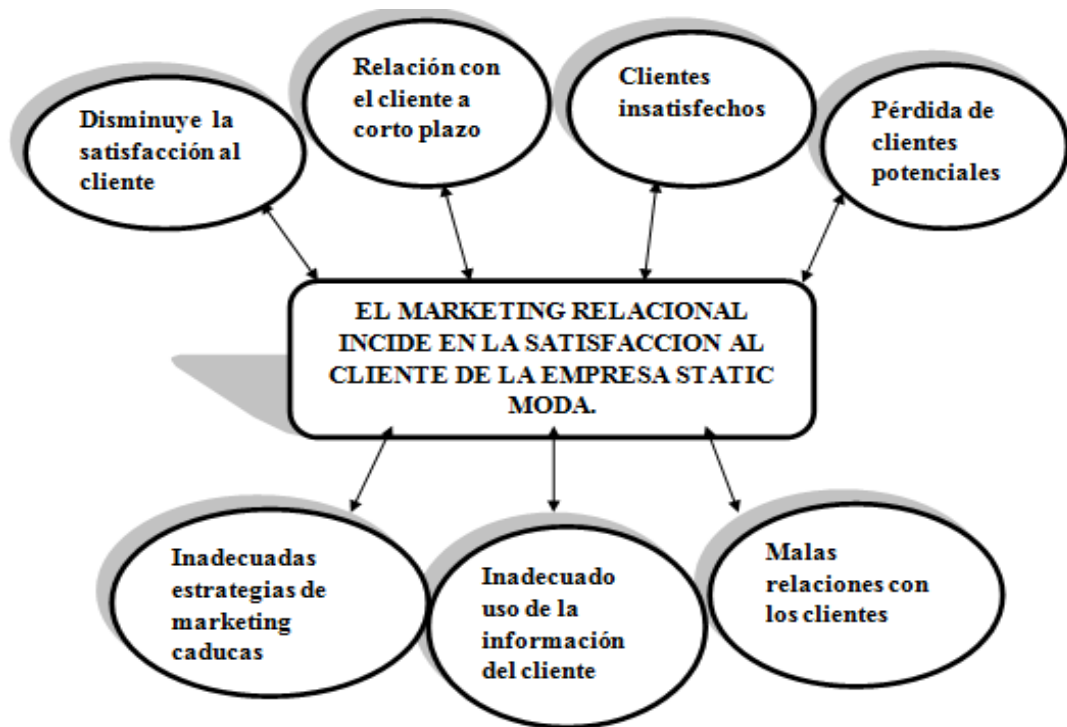 Disminuye la
satisfacción al
cliente
Relación con
el cliente a
corto plazo
Clientes
insatisfechos
Pérdida de
clientes
potenciales
EL MARKETING RELACIONAL
INCIDE EN LA SATISFACCION AL
CLIENTE DE LA EMPRESA STATIC
MODA.
Inadecuadas
estrategias de
marketing
caducas
Inadecuado
uso de la
información
del cliente
Malas
relaciones con
los clientes